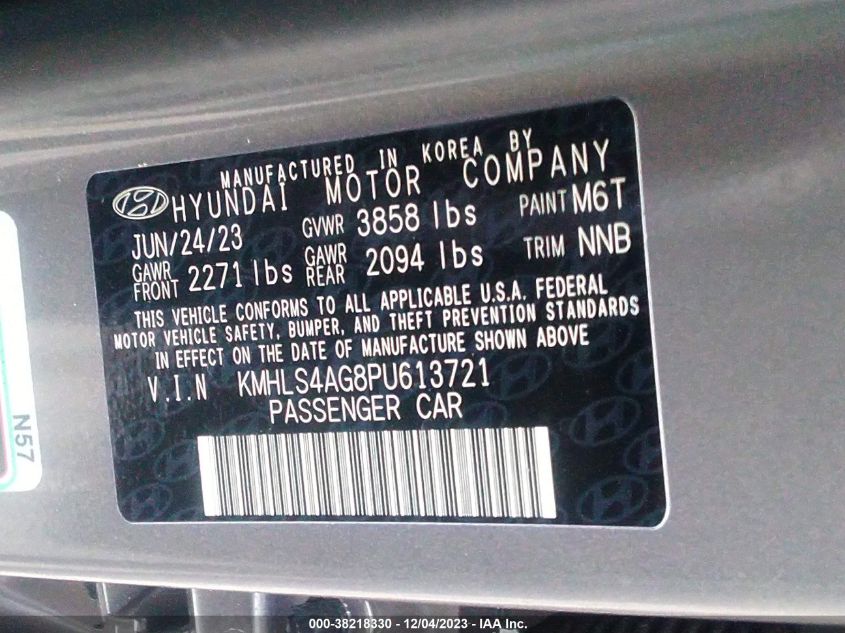 MANUFACTURED IN KOREA BY
HYUNDAI MOTOR COMPANY
JUN/24/23 GVWR 3858 lbs PAINT M6T
GAWR FRONT 2271 lbs GAWR REAR 2094 lbs TRIM NNB
THIS VEHICLE CONFORMS TO ALL APPLICABLE U.S.A. FEDERAL
MOTOR VEHICLE SAFETY, BUMPER, AND THEFT PREVENTION STANDARDS
IN EFFECT ON THE DATE OF MANUFACTURE SHOWN ABOVE
V.I.N KMHLS4AG8PU613721
PASSENGER CAR
N57
000-38218330 - 12/04/2023 - IAA Inc.